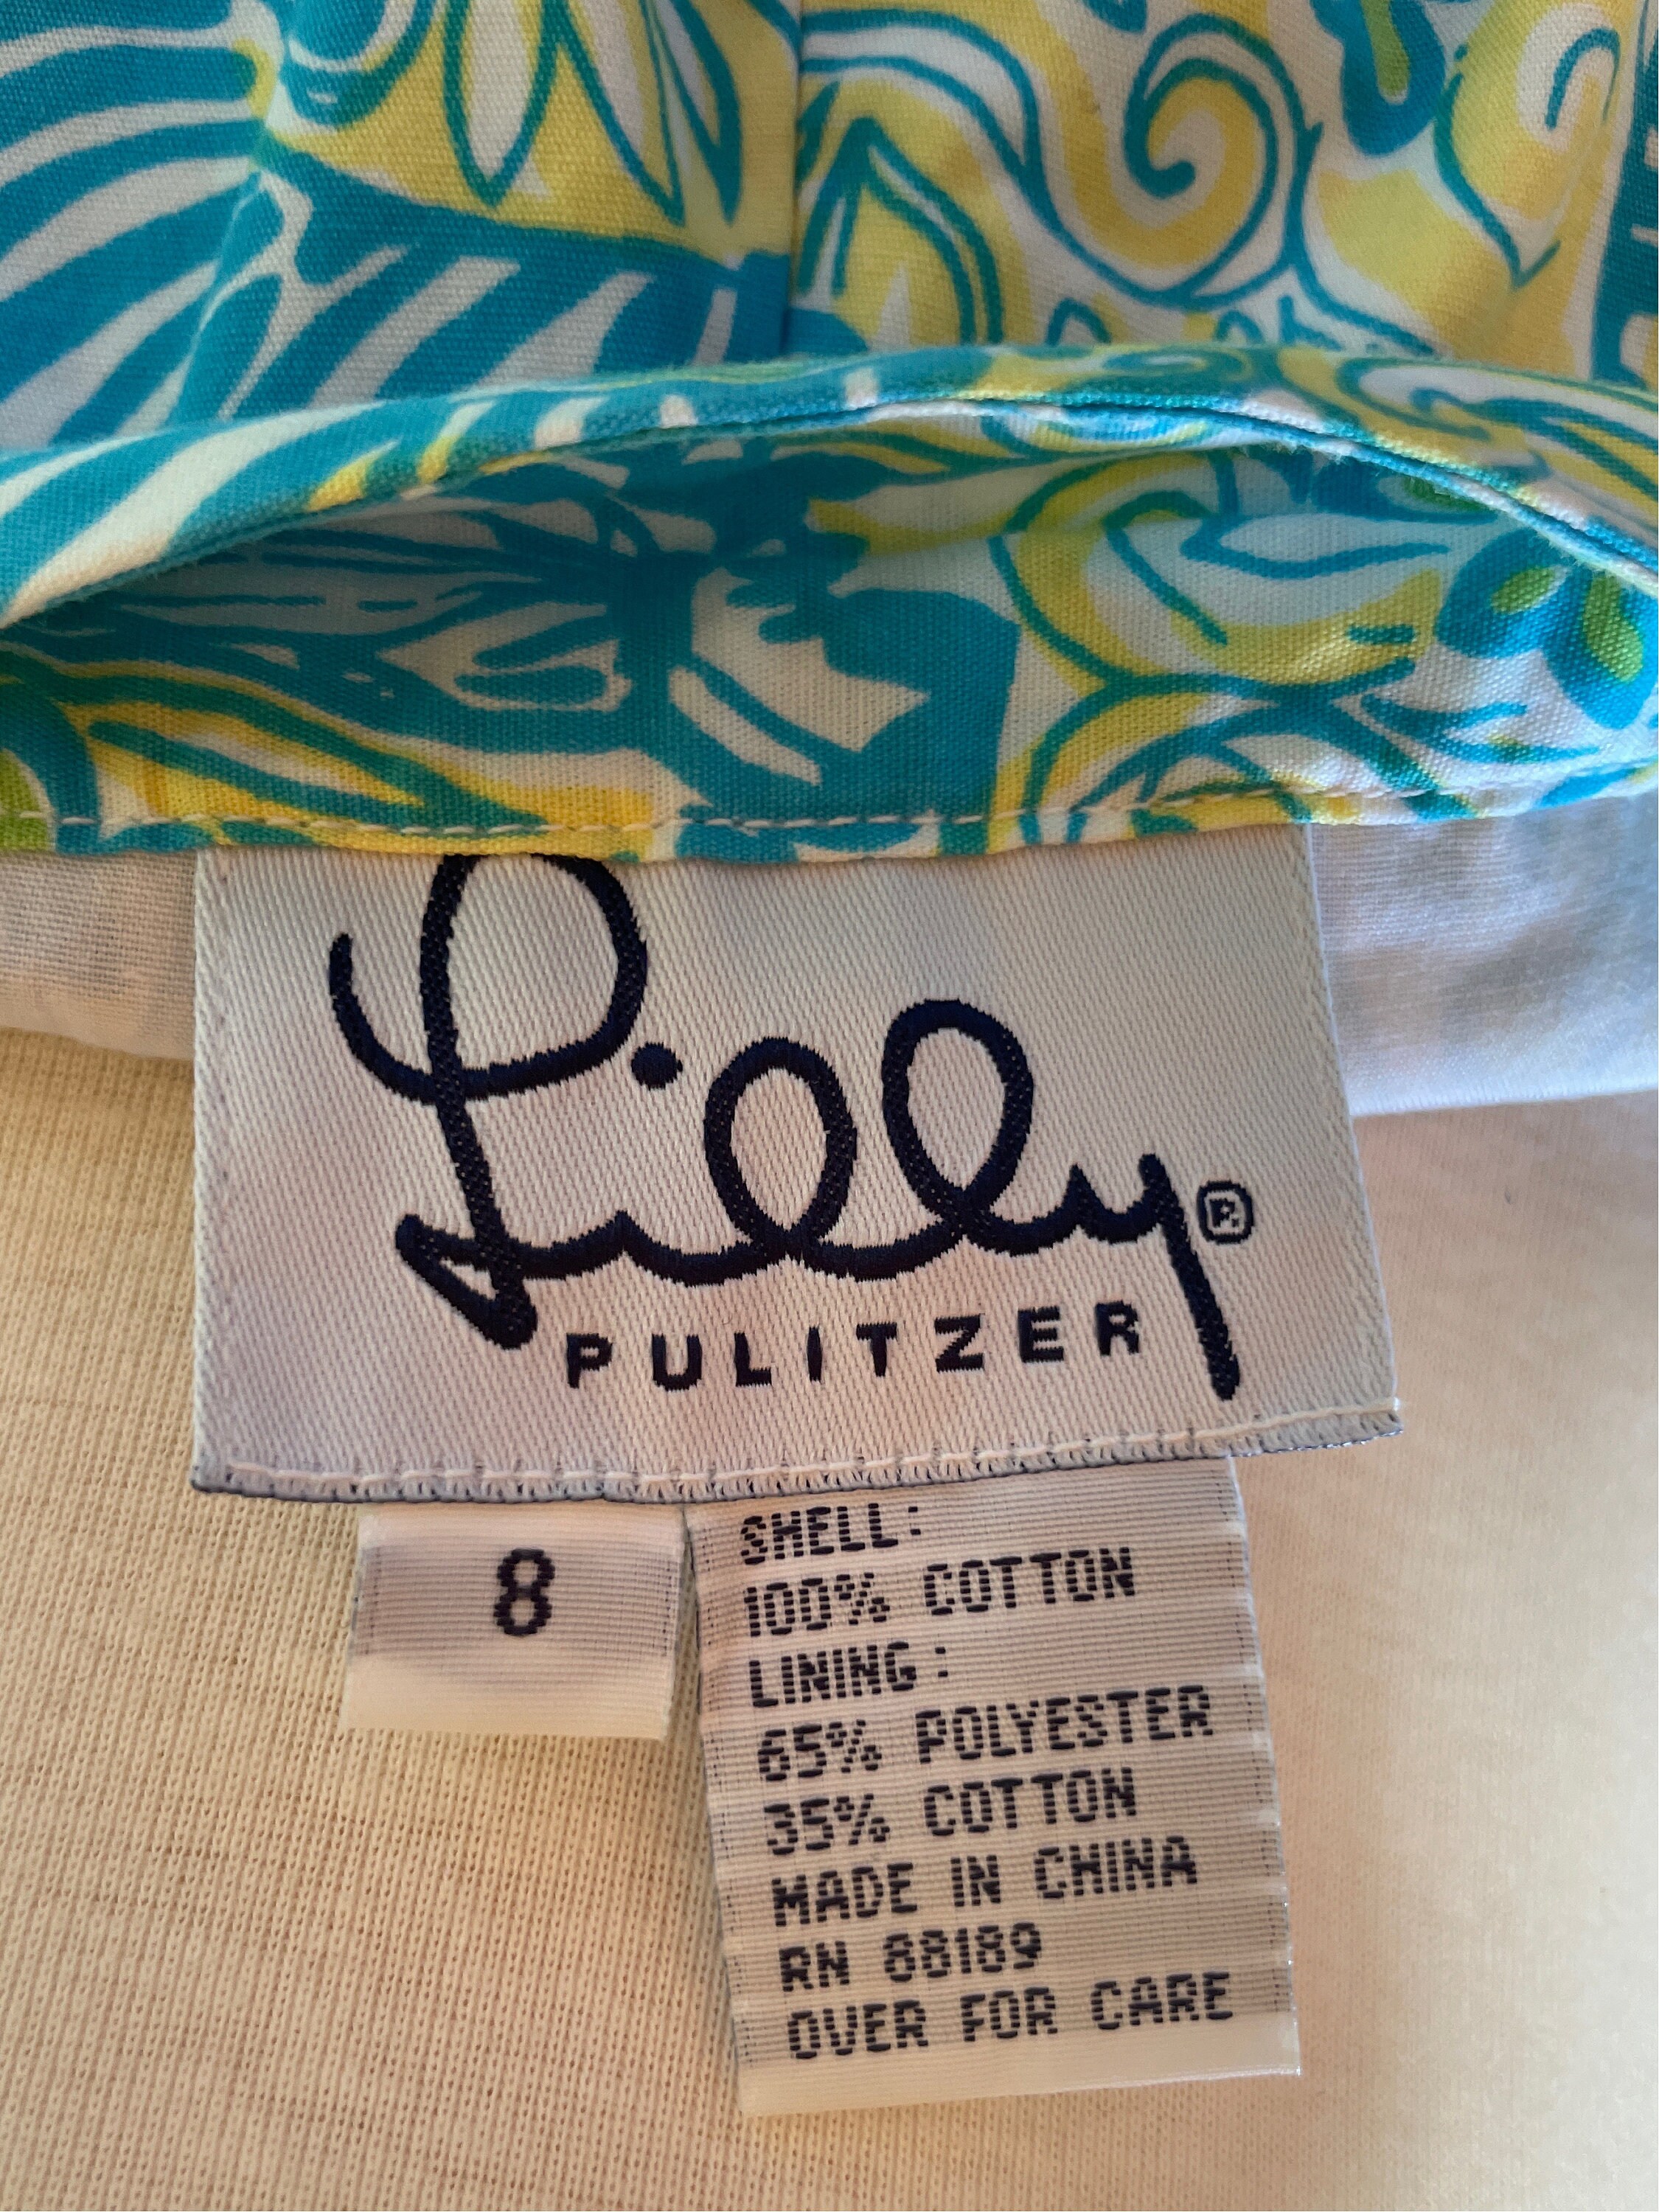 Lilly®
PULITZER
8
SHELL:
100% COTTON
LINING:
65% POLYESTER
35% COTTON
MADE IN CHINA
RN 88189
OVER FOR CARE